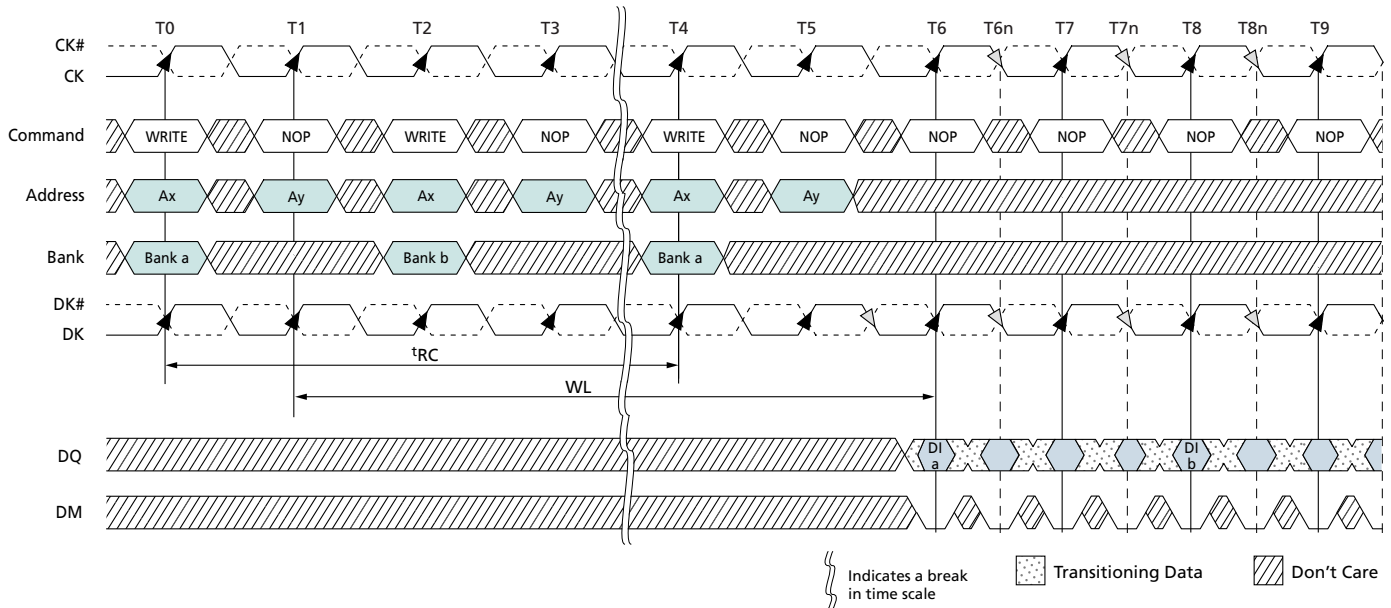 T0 T1 T2 T3 T4 T5 T6 T6n T7 T7n T8 T8n T9
CK#
CK
Command WRITE NOP WRITE NOP WRITE NOP NOP NOP NOP NOP
Address Ax Ay Ax Ay Ax Ay
Bank Bank a Bank b Bank a
DK#
DK
tRC
WL
DQ DI a DI b
DM
Indicates a break
in time scale
Transitioning Data
Don't Care